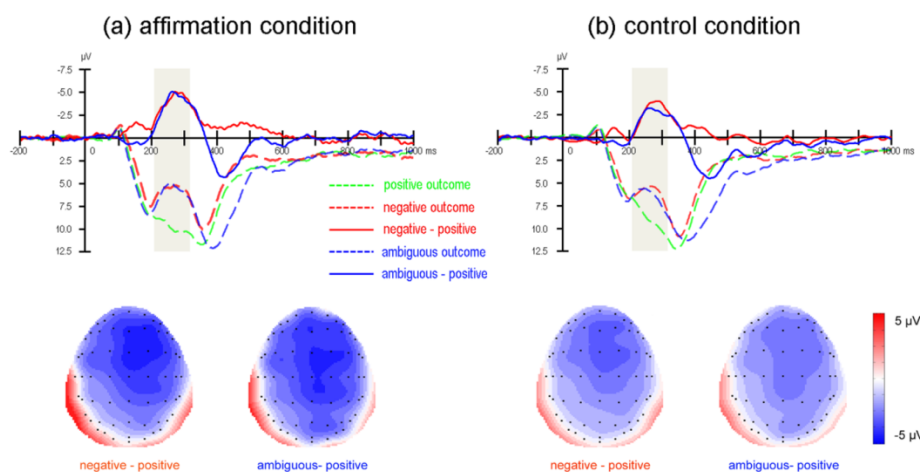 (a) affirmation condition
(b) control condition
µV
-7.5
-5.0
-2.5
0.0
2.5
5.0
7.5
10.0
12.5
-200
0
200
400
600
800
1000 ms
µV
-7.5
-5.0
-2.5
0.0
2.5
5.0
7.5
10.0
12.5
-200
0
200
400
600
800
1000 ms
positive outcome
negative outcome
negative - positive
ambiguous outcome
ambiguous - positive
5 µV
-5 µV
negative - positive
ambiguous- positive
negative - positive
ambiguous- positive